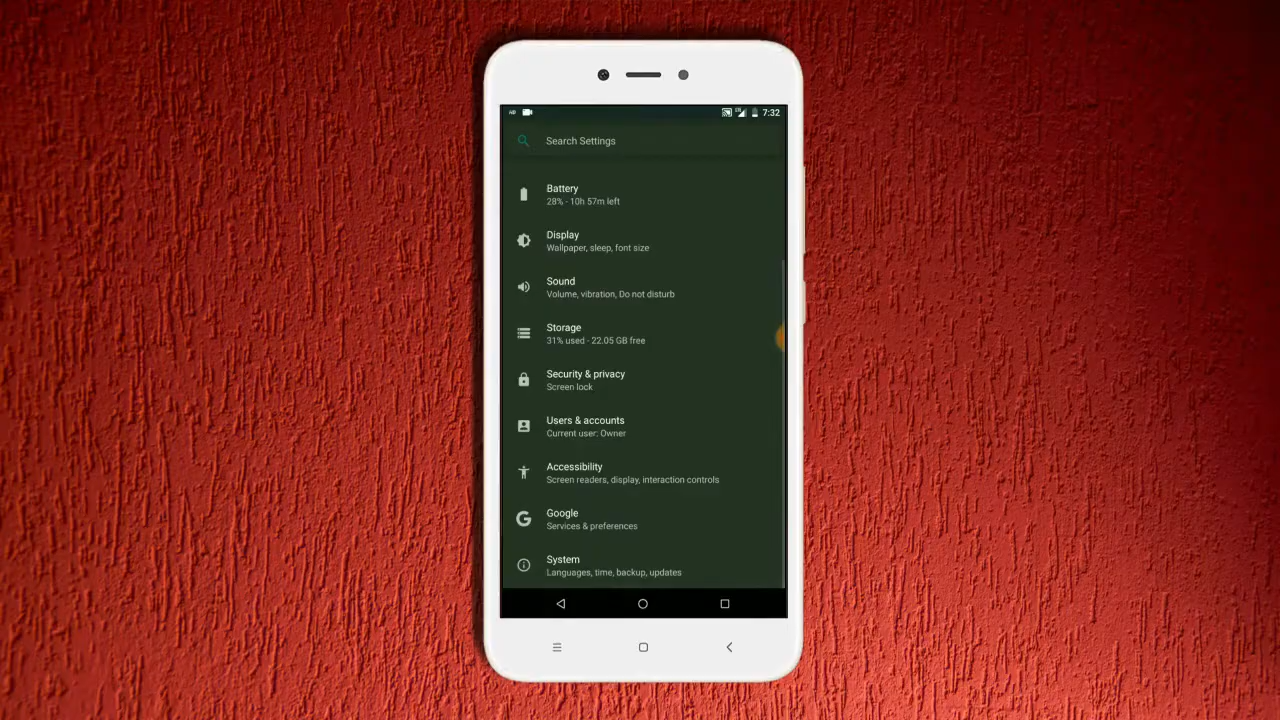 7:32
Search Settings
Battery
28% - 10h 57m left
Display
Wallpaper, sleep, font size
Sound
Volume, vibration, Do not disturb
Storage
31% used - 22.05 GB free
Security & privacy
Screen lock
Users & accounts
Current user: Owner
Accessibility
Screen readers, display, interaction controls
Google
Services & preferences
System
Languages, time, backup, updates